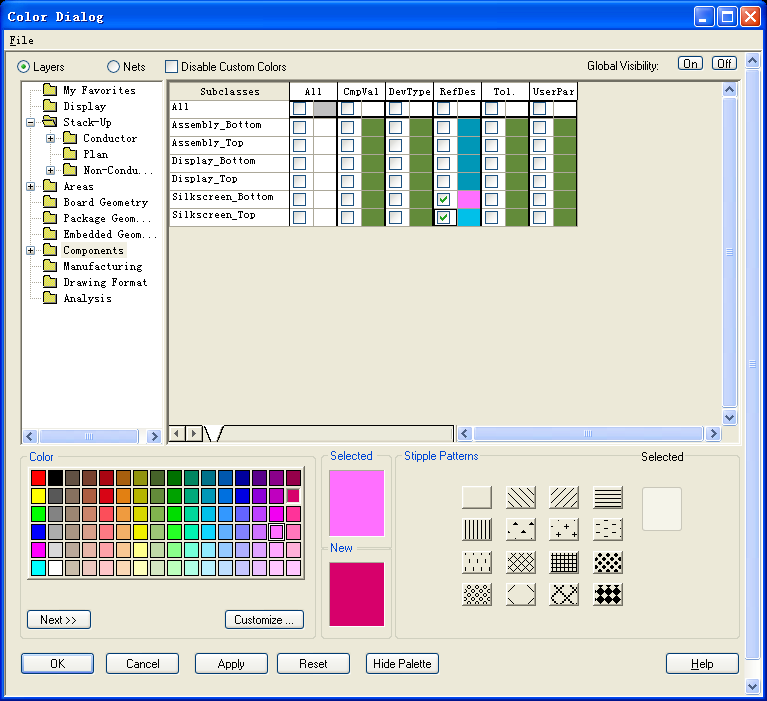 Color Dialog
File
Layers Nets Disable Custom Colors Global Visibility: On Off
My Favorites
Display
Stack-Up
Conductor
Plan
Non-Condu...
Areas
Board Geometry
Package Geom...
Embedded Geom...
Components
Manufacturing
Drawing Format
Analysis
Subclasses All CmpVal DevType RefDes Tol. UserPar
All
Assembly_Bottom
Assembly_Top
Display_Bottom
Display_Top
Silkscreen_Bottom
Silkscreen_Top
Color
Next >> Customize ...
Selected
New
Stipple Patterns Selected
OK Cancel Apply Reset Hide Palette Help